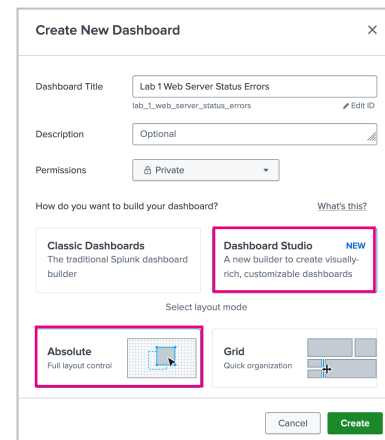 Create New Dashboard
Dashboard Title
Lab 1 Web Server Status Errors
lab_1_web_server_status_errors
Edit ID
Description
Optional
Permissions
Private
How do you want to build your dashboard?
What's this?
Classic Dashboards
The traditional Splunk dashboard
builder
Dashboard Studio NEW
A new builder to create visually-
rich, customizable dashboards
Select layout mode
Absolute
Full layout control
Grid
Quick organization
Cancel
Create